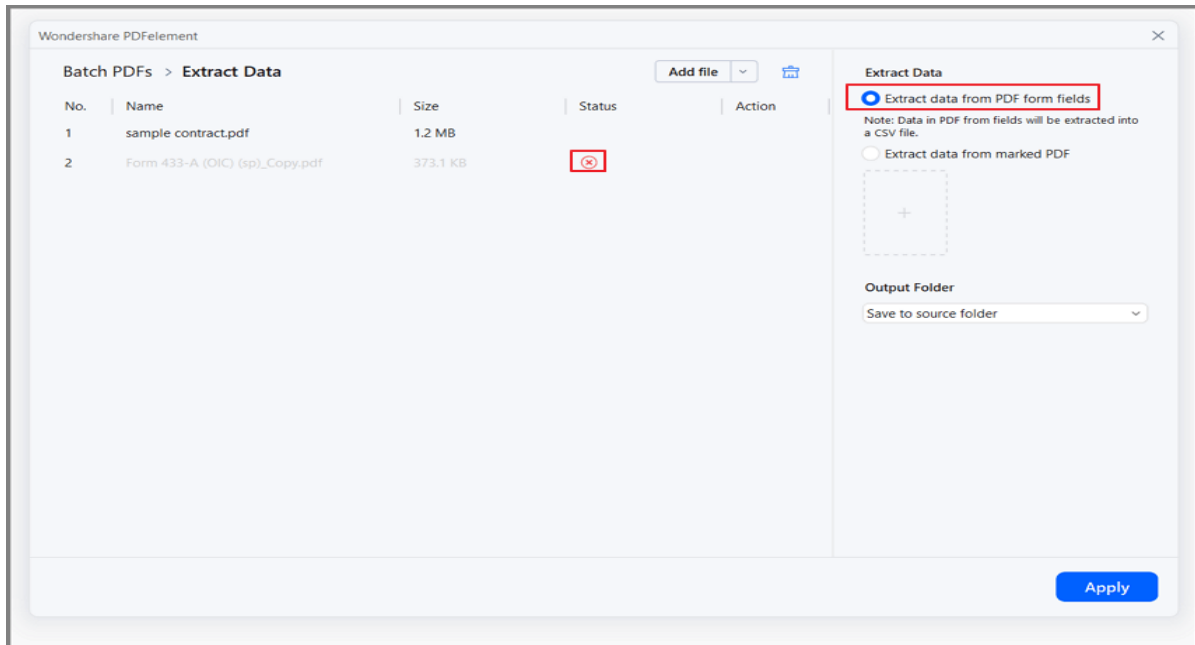 Wondershare PDFelement
Batch PDFs > Extract Data
Add file
No. Name Size Status Action
1 sample contract.pdf 1.2 MB
2 Form 433-A (OIC) (sp)_Copy.pdf 373.1 KB
Extract Data
Extract data from PDF form fields
Note: Data in PDF from fields will be extracted into
a CSV file.
Extract data from marked PDF
Output Folder
Save to source folder
Apply